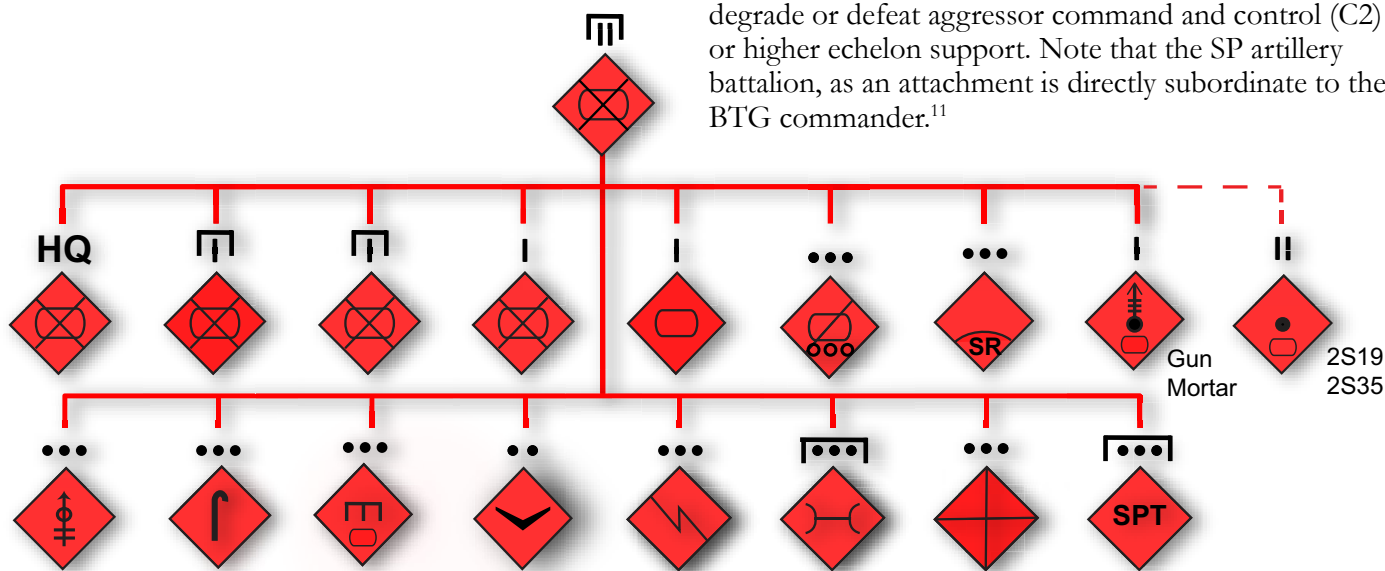 degrade or defeat aggressor command and control (C2)
or higher echelon support. Note that the SP artillery
battalion, as an attachment is directly subordinate to the
BTG commander.11
HQ
SR
Gun
Mortar
2S19
2S35
SPT